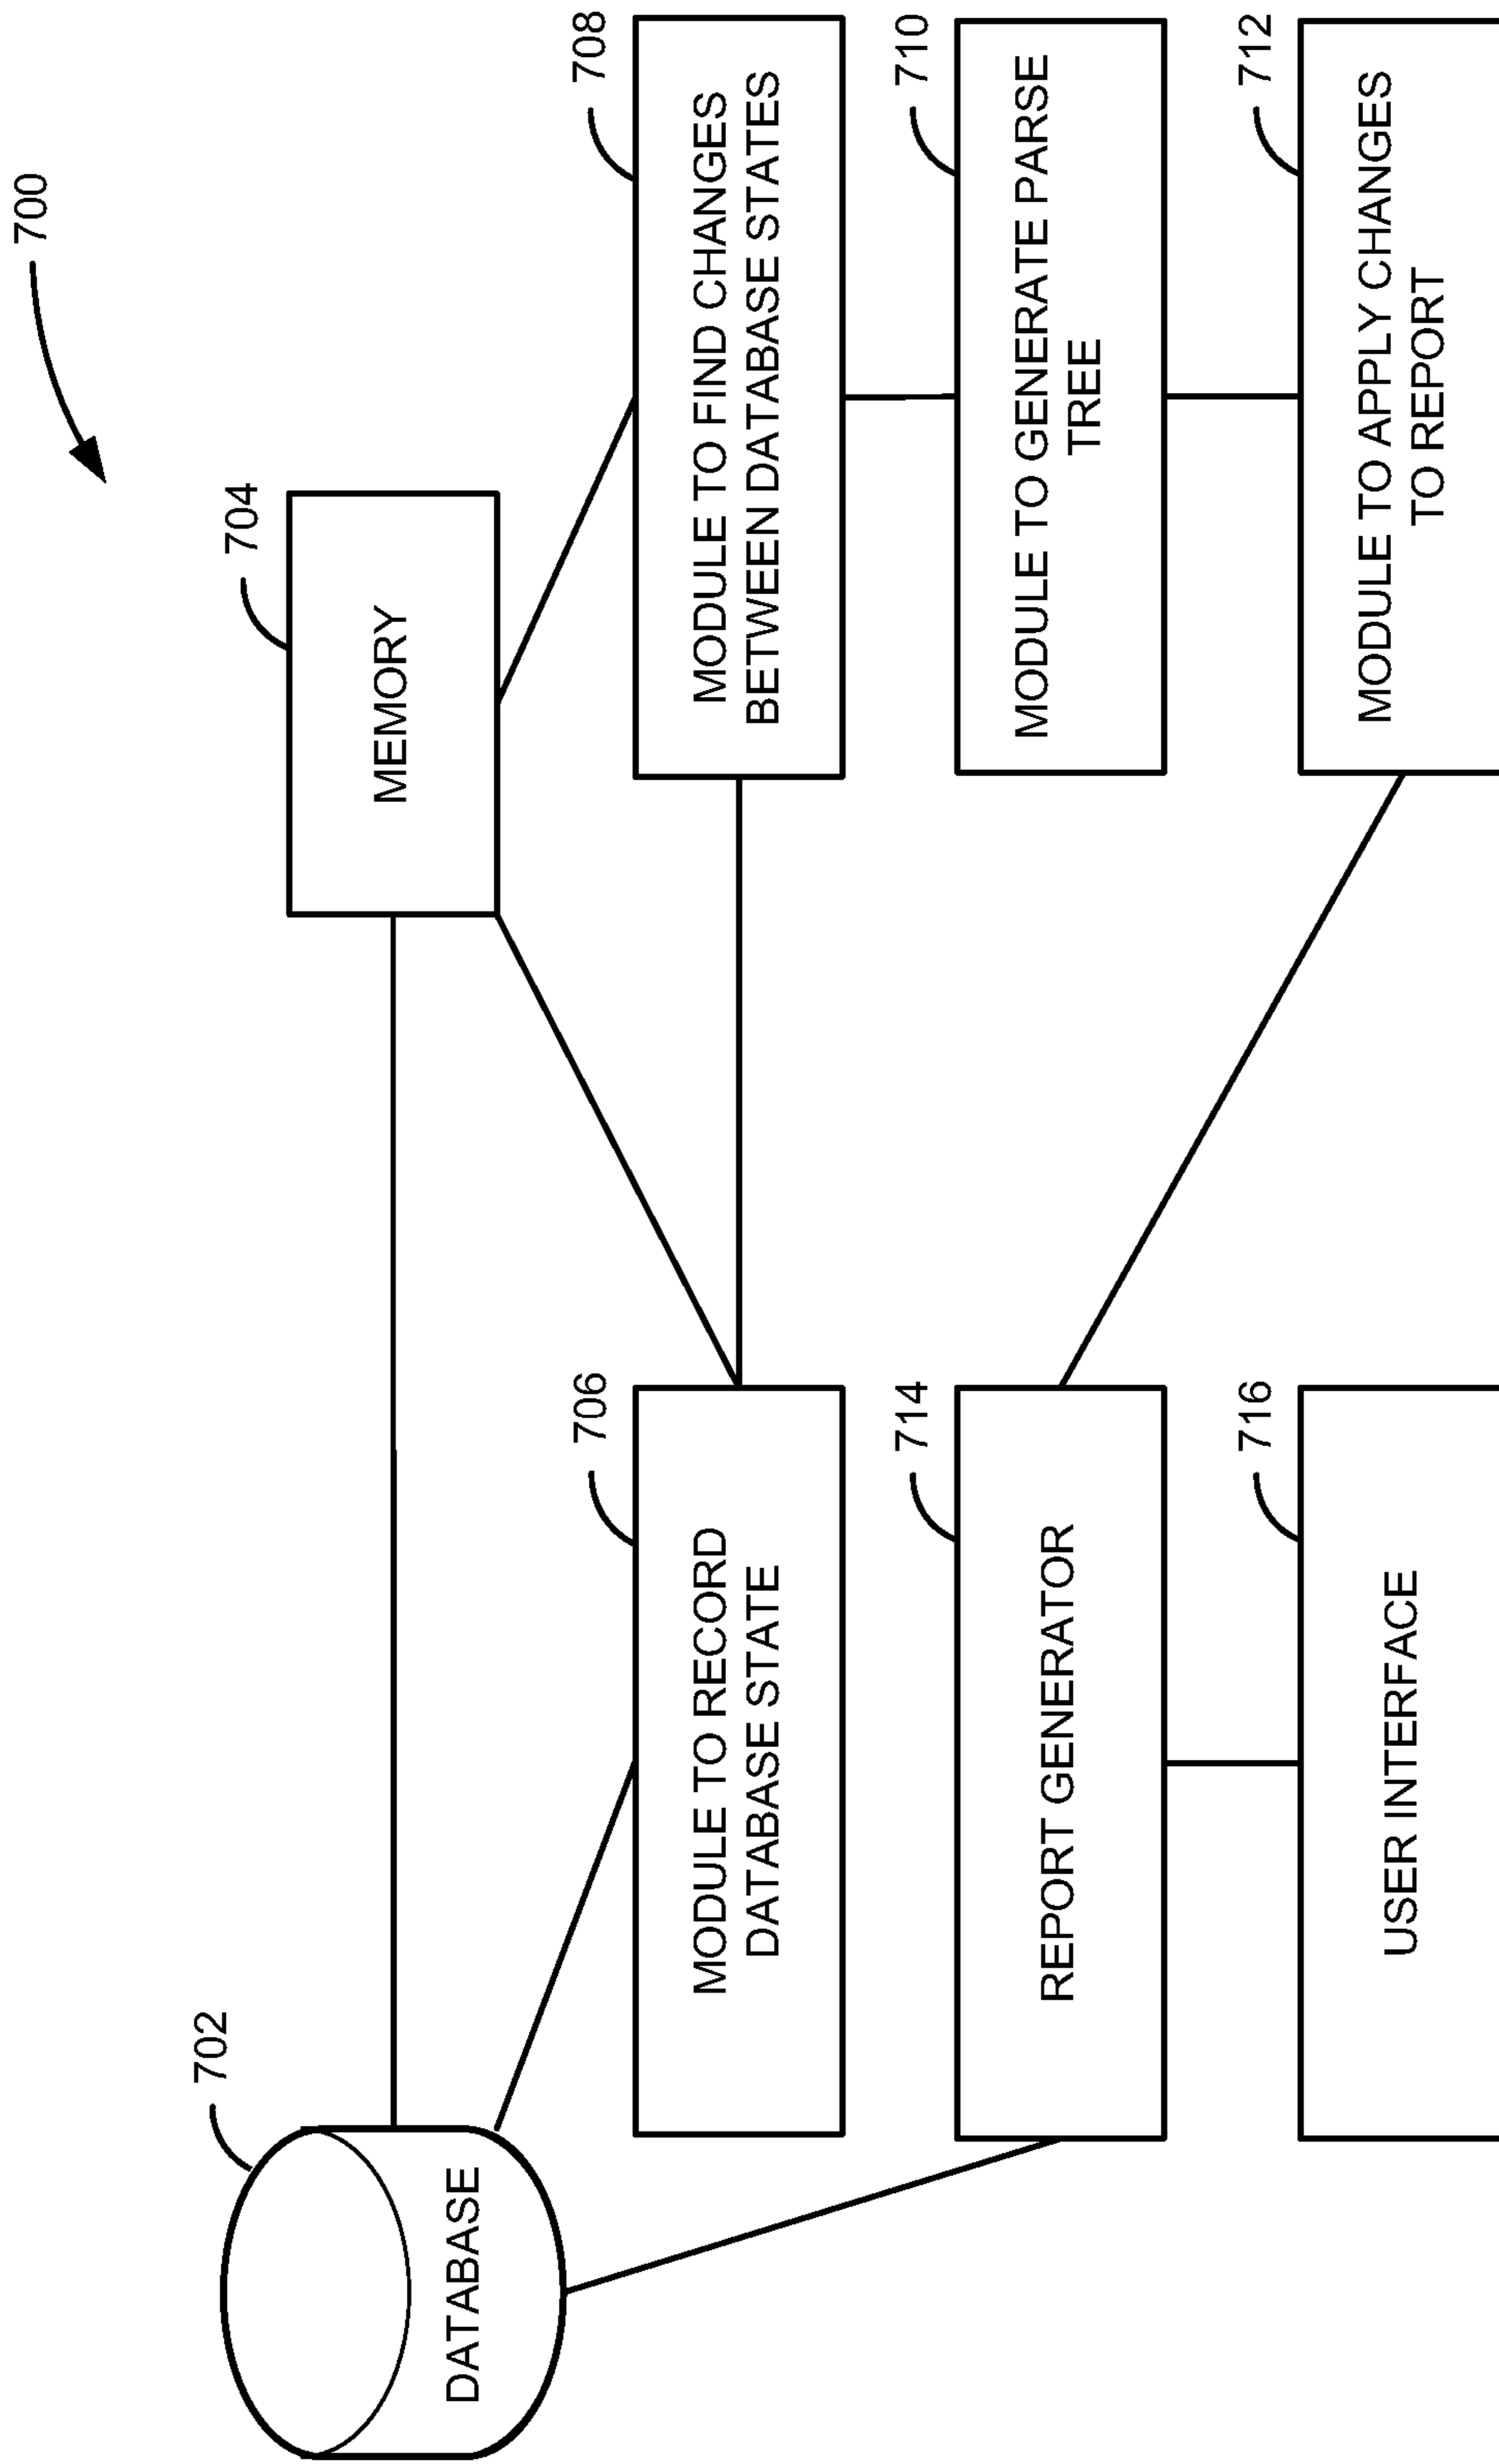 700
702
DATABASE
704
MEMORY
706
MODULE TO RECORD
DATABASE STATE
708
MODULE TO FIND CHANGES
BETWEEN DATABASE STATES
714
REPORT GENERATOR
710
MODULE TO GENERATE PARSE
TREE
716
USER INTERFACE
712
MODULE TO APPLY CHANGES
TO REPORT